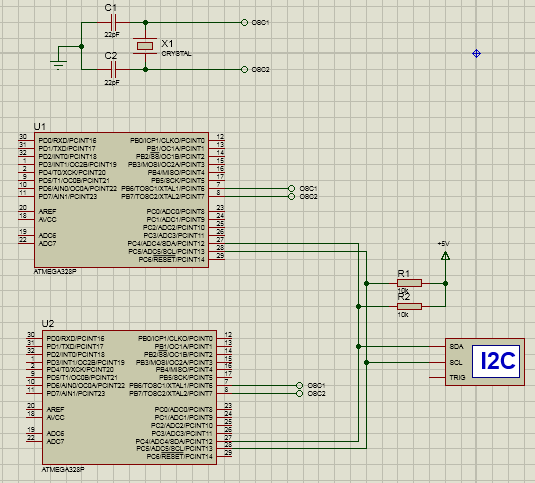 C1
22pF
OSC1
X1
CRYSTAL
C2
22pF
OSC2
U1
30 PD0/RXD/PCINT16 PB0/ICP1/CLKO/PCINT0 12
31 PD1/TXD/PCINT17 PB1/OC1A/PCINT1 13
32 PD2/INT0/PCINT18 PB2/SS/OC1B/PCINT2 14
1 PD3/INT1/OC2B/PCINT19 PB3/MOSI/OC2A/PCINT3 15
2 PD4/T0/XCK/PCINT20 PB4/MISO/PCINT4 16
9 PD5/T1/OC0B/PCINT21 PB5/SCK/PCINT5 17
10 PD6/AIN0/OC0A/PCINT22 PB6/TOSC1/XTAL1/PCINT6 7 OSC1
11 PD7/AIN1/PCINT23 PB7/TOSC2/XTAL2/PCINT7 8 OSC2
20 AREF PC0/ADC0/PCINT8 23
18 AVCC PC1/ADC1/PCINT9 24
PC2/ADC2/PCINT10 25
19 ADC6 PC3/ADC3/PCINT11 26
22 ADC7 PC4/ADC4/SDA/PCINT12 27
PC5/ADC5/SCL/PCINT13 28
PC6/RESET/PCINT14 29
ATMEGA328P
+5V
R1
10k
R2
10k
SDA
SCL
TRIG
I2C
U2
30 PD0/RXD/PCINT16 PB0/ICP1/CLKO/PCINT0 12
31 PD1/TXD/PCINT17 PB1/OC1A/PCINT1 13
32 PD2/INT0/PCINT18 PB2/SS/OC1B/PCINT2 14
1 PD3/INT1/OC2B/PCINT19 PB3/MOSI/OC2A/PCINT3 15
2 PD4/T0/XCK/PCINT20 PB4/MISO/PCINT4 16
9 PD5/T1/OC0B/PCINT21 PB5/SCK/PCINT5 17
10 PD6/AIN0/OC0A/PCINT22 PB6/TOSC1/XTAL1/PCINT6 7 OSC1
11 PD7/AIN1/PCINT23 PB7/TOSC2/XTAL2/PCINT7 8 OSC2
20 AREF PC0/ADC0/PCINT8 23
18 AVCC PC1/ADC1/PCINT9 24
PC2/ADC2/PCINT10 25
19 ADC6 PC3/ADC3/PCINT11 26
22 ADC7 PC4/ADC4/SDA/PCINT12 27
PC5/ADC5/SCL/PCINT13 28
PC6/RESET/PCINT14 29
ATMEGA328P